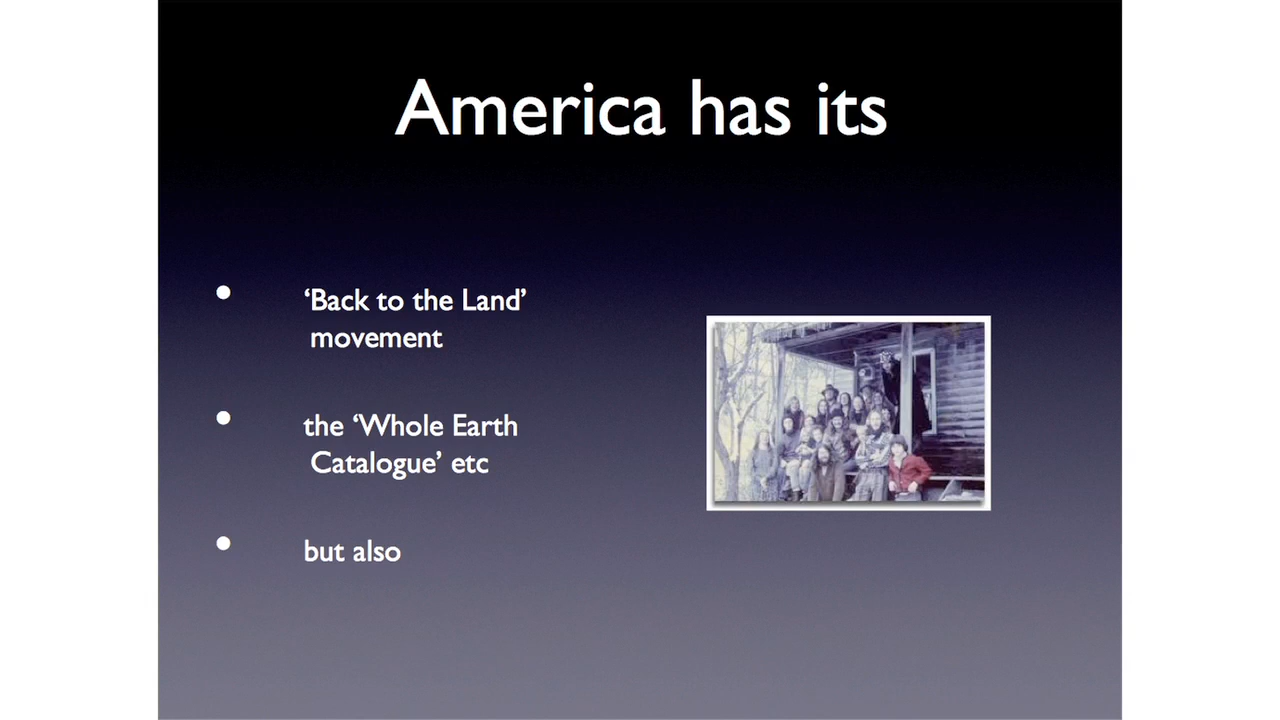 America has its
• ‘Back to the Land’
movement
• the ‘Whole Earth
Catalogue’ etc
• but also